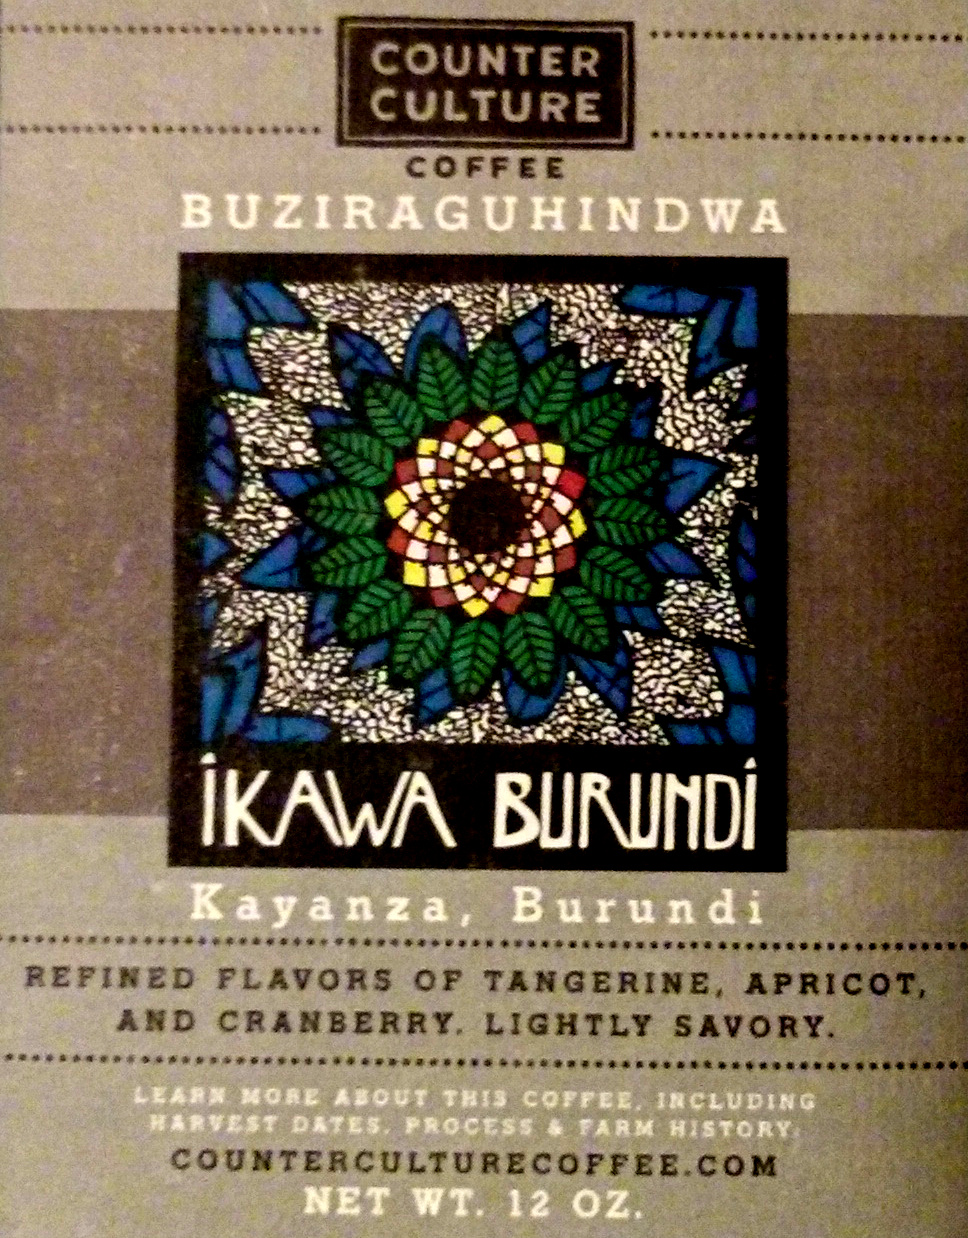 COUNTER
CULTURE
COFFEE
BUZIRAGUHINDWA
İKAWA BURUNDİ
Kayanza, Burundi
REFINED FLAVORS OF TANGERINE, APRICOT,
AND CRANBERRY. LIGHTLY SAVORY.
LEARN MORE ABOUT THIS COFFEE, INCLUDING
HARVEST DATES, PROCESS & FARM HISTORY:
COUNTERCULTURECOFFEE.COM
NET WT. 12 OZ.